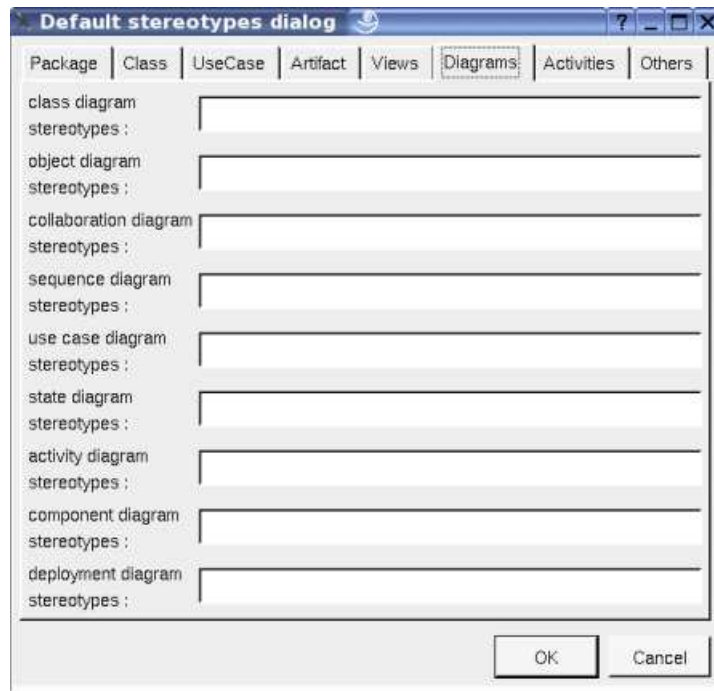 Default stereotypes dialog
Package Class UseCase Artifact Views Diagrams Activities Others
class diagram
stereotypes :
object diagram
stereotypes :
collaboration diagram
stereotypes :
sequence diagram
stereotypes :
use case diagram
stereotypes :
state diagram
stereotypes :
activity diagram
stereotypes :
component diagram
stereotypes :
deployment diagram
stereotypes :
OK Cancel